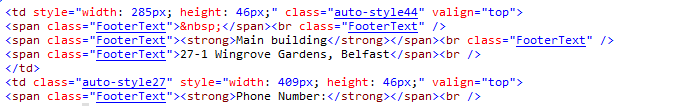 <td style="width: 285px; height: 46px;" class="auto-style44" valign="top">
<span class="FooterText">&nbsp;</span><br class="FooterText" />
<span class="FooterText"><strong>Main building</strong></span><br class="FooterText" />
<span class="FooterText">27-1 Wingrove Gardens, Belfast</span><br />
</td>
<td class="auto-style27" style="width: 409px; height: 46px;" valign="top">
<span class="FooterText"><strong>Phone Number:</strong></span><br />